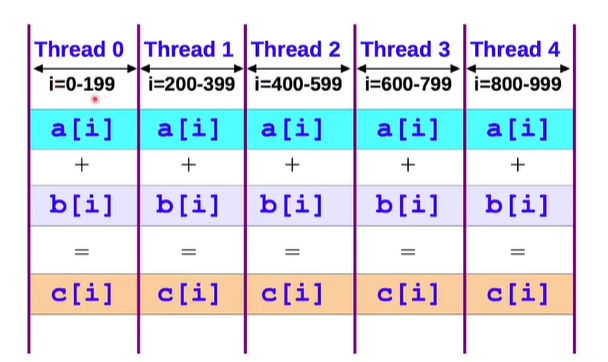 Thread 0 Thread 1 Thread 2 Thread 3 Thread 4
i=0-199 i=200-399 i=400-599 i=600-799 i=800-999
a[i] a[i] a[i] a[i] a[i]
+ + + + +
b[i] b[i] b[i] b[i] b[i]
= = = = =
c[i] c[i] c[i] c[i] c[i]